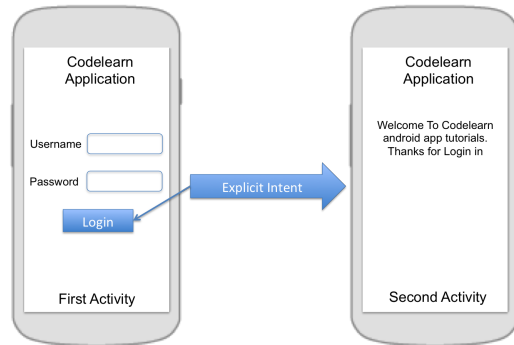 Codelearn
Application
Username
Password
Login
First Activity
Explicit Intent
Codelearn
Application
Welcome To Codelearn
android app tutorials.
Thanks for Login in
Second Activity